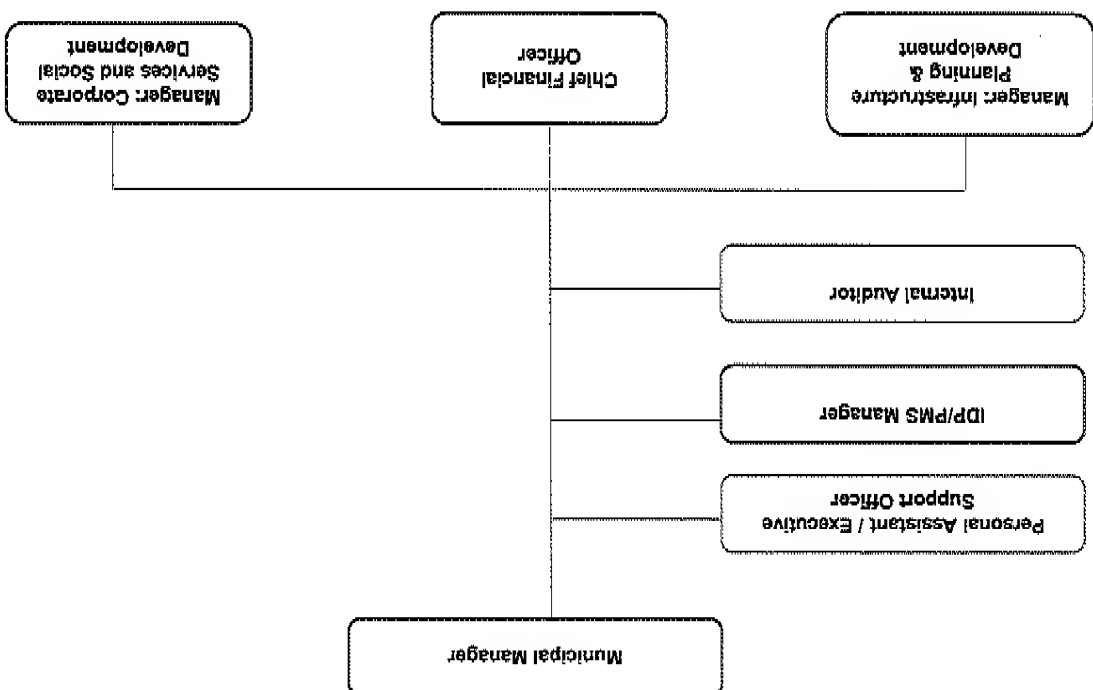 Municipal Manager
Personal Assistant / Executive
Support Officer
IDP/PMS Manager
Internal Auditor
Manager: Infrastructure
Planning &
Development
Chief Financial
Officer
Manager: Corporate
Services and Social
Development